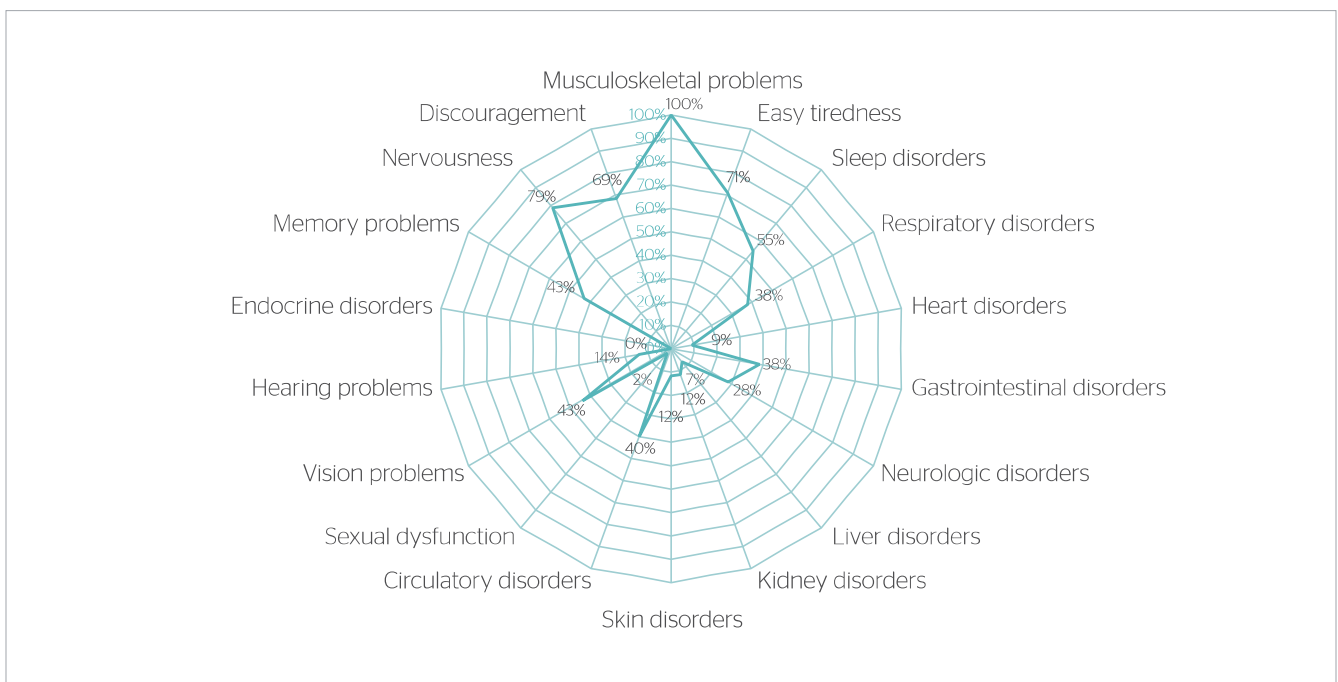 Musculoskeletal problems
100%
Discouragement
100%
Easy tiredness
90%
Nervousness
80%
Sleep disorders
69%
71%
79%
70%
Memory problems
60%
Respiratory disorders
50%
55%
40%
43%
30%
38%
Endocrine disorders
20%
Heart disorders
10%
9%
0%
0%
14%
38%
Hearing problems
2%
7%
28%
Gastrointestinal disorders
12%
43%
12%
40%
Vision problems
Neurologic disorders
Sexual dysfunction
Liver disorders
Circulatory disorders
Kidney disorders
Skin disorders